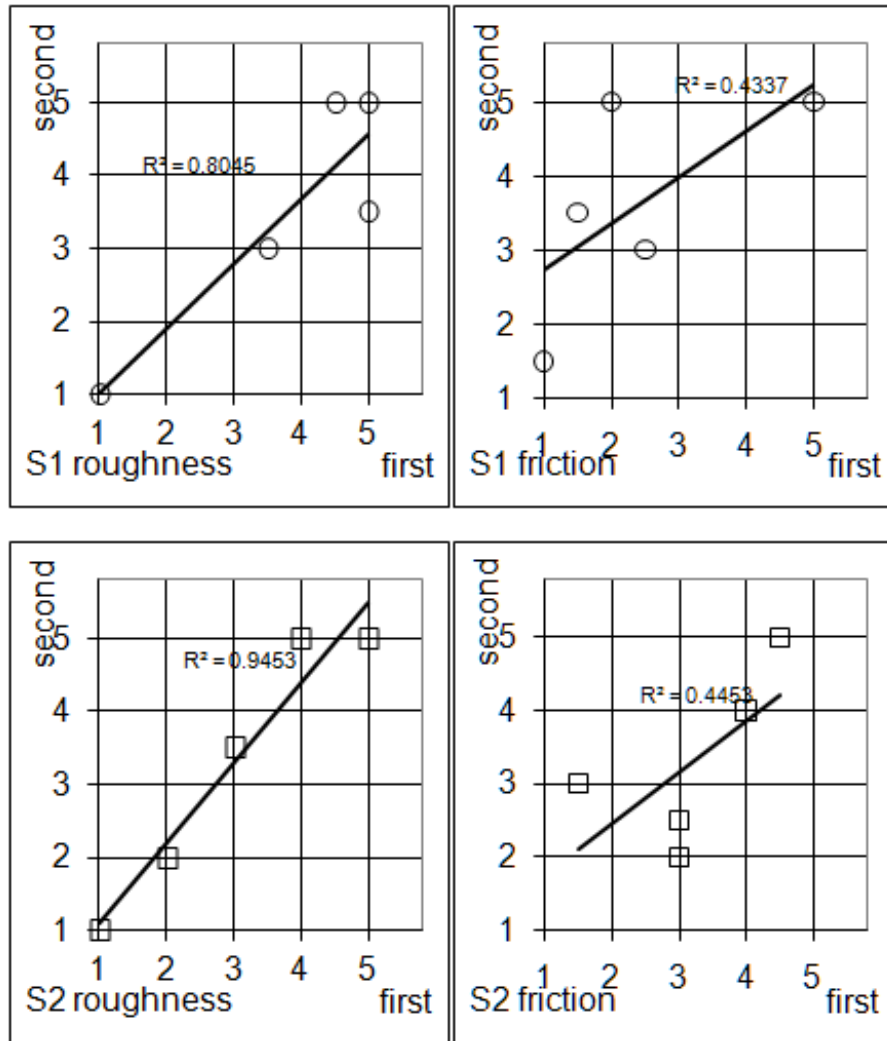 second
5
R² = 0.8045
4
3
2
1
1 2 3 4 5
S1 roughness first
second
R² = 0.4337
5
4
3
2
1
1 2 3 4 5
S1 friction first
second
5
R² = 0.9453
4
3
2
1
1 2 3 4 5
S2 roughness first
second
5
R² = 0.4453
4
3
2
1
1 2 3 4 5
S2 friction first